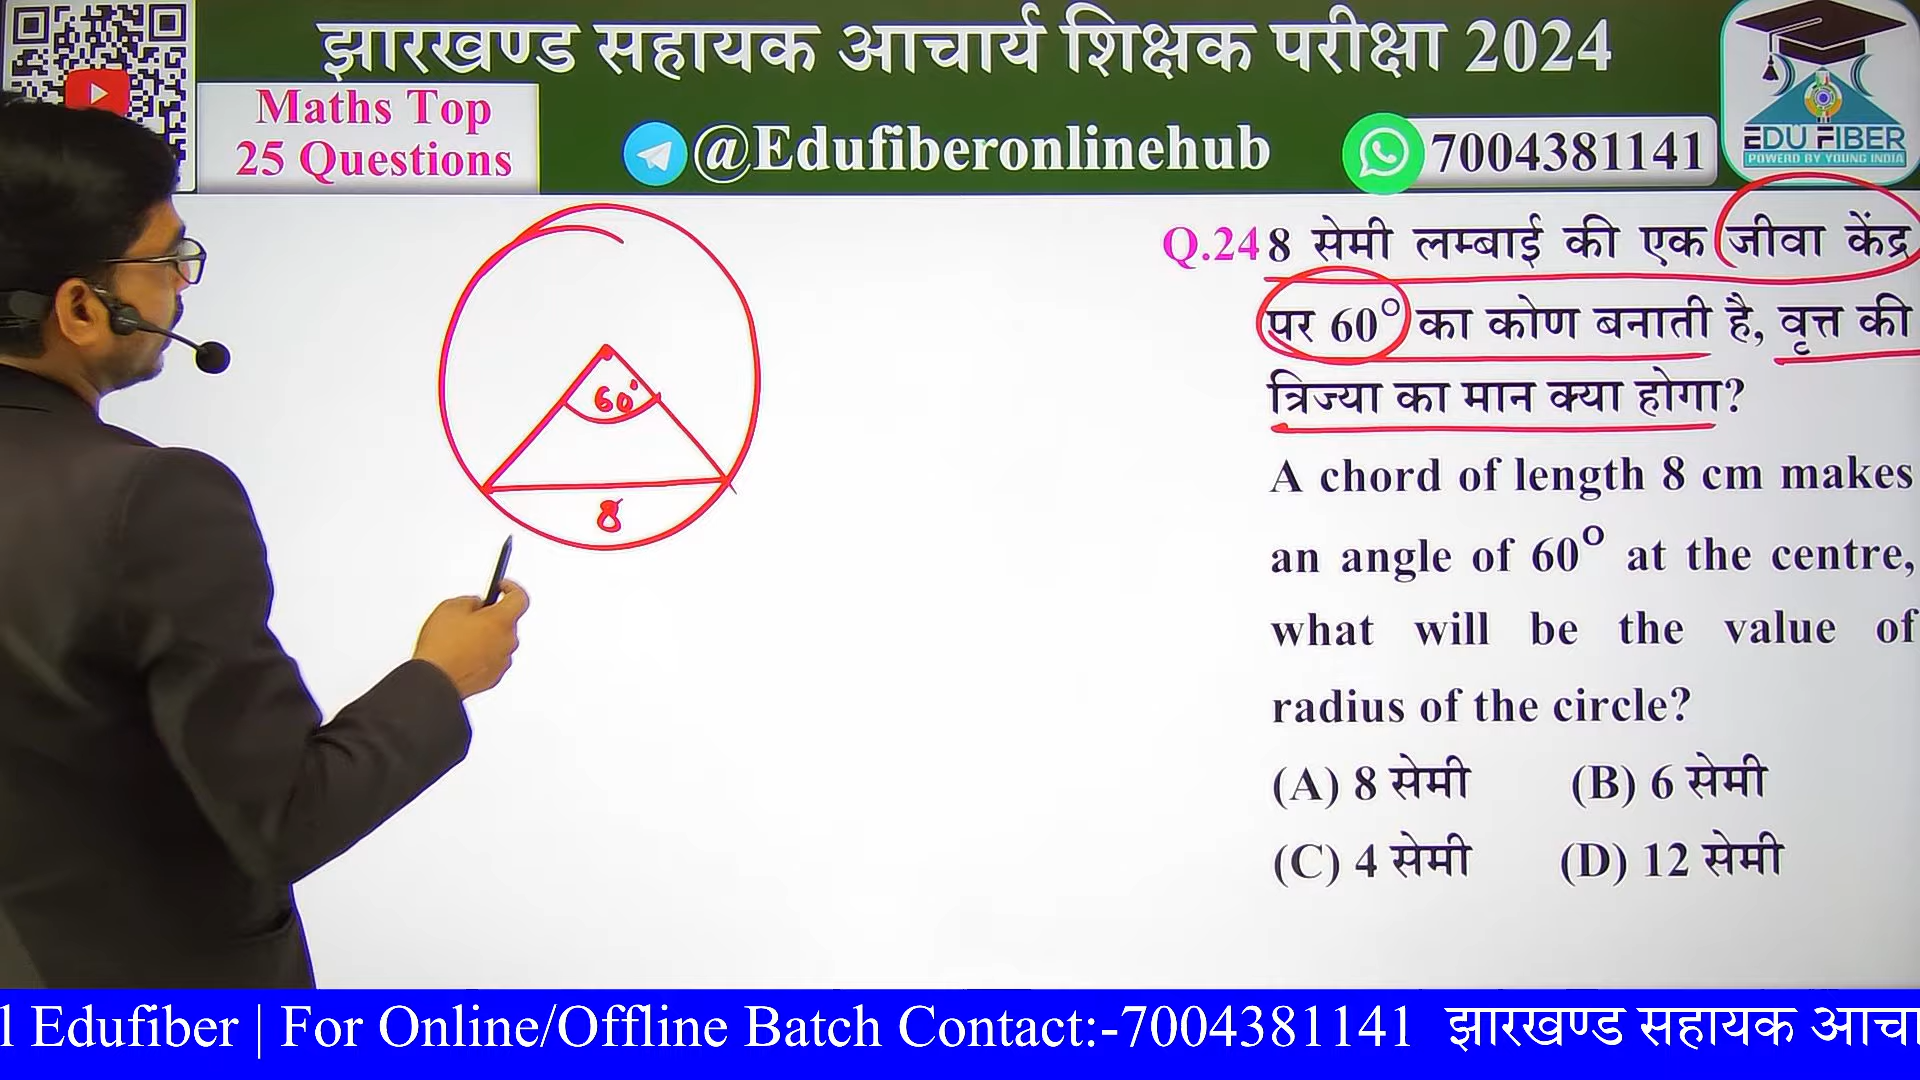 झारखण्ड सहायक आचार्य शिक्षक परीक्षा 2024
Maths Top
25 Questions
@Edufiberonlinehub
7004381141
EDU FIBER
POWERD BY YOUNG INDIA
Q.24 8 सेमी लम्बाई की एक जीवा केंद्र
पर 60° का कोण बनाती है, वृत्त की
त्रिज्या का मान क्या होगा?
A chord of length 8 cm makes
an angle of 60° at the centre,
what will be the value of
radius of the circle?
(A) 8 सेमी (B) 6 सेमी
(C) 4 सेमी (D) 12 सेमी
60°
8
l Edufiber | For Online/Offline Batch Contact:-7004381141 झारखण्ड सहायक आचा